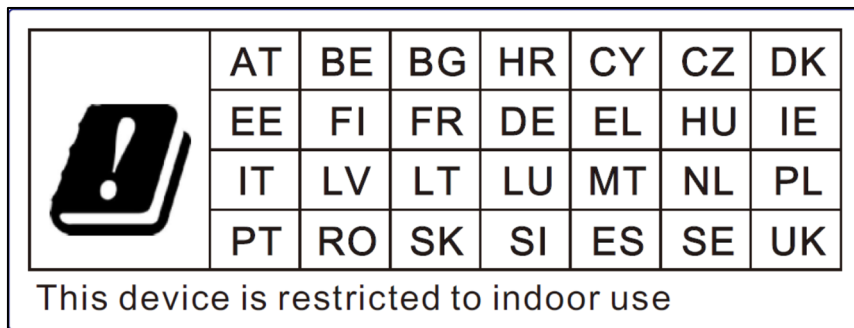 AT BE BG HR CY CZ DK
EE FI FR DE EL HU IE
IT LV LT LU MT NL PL
PT RO SK SI ES SE UK
This device is restricted to indoor use